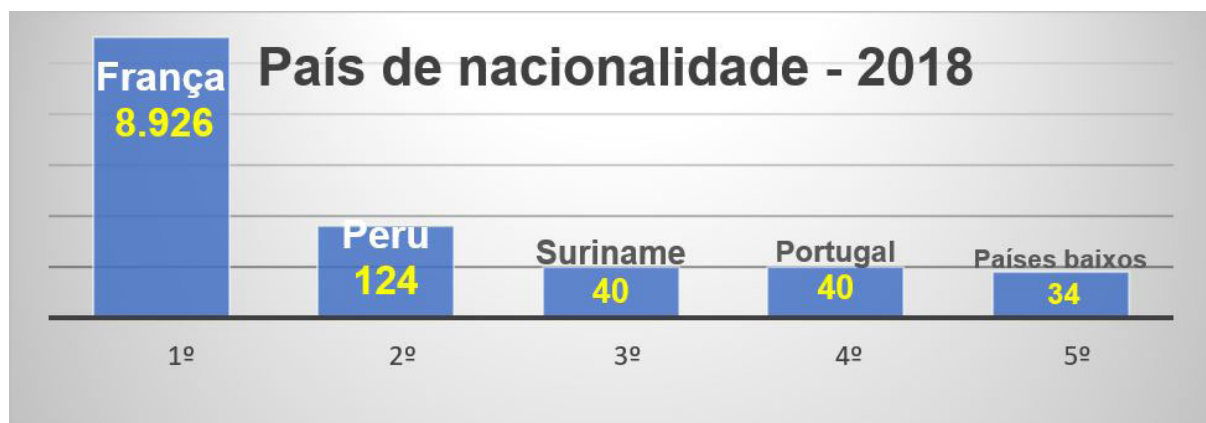 País de nacionalidade - 2018
França
8.926
Peru
124
Suriname
40
Portugal
40
Países baixos
34
1º
2º
3º
4º
5º